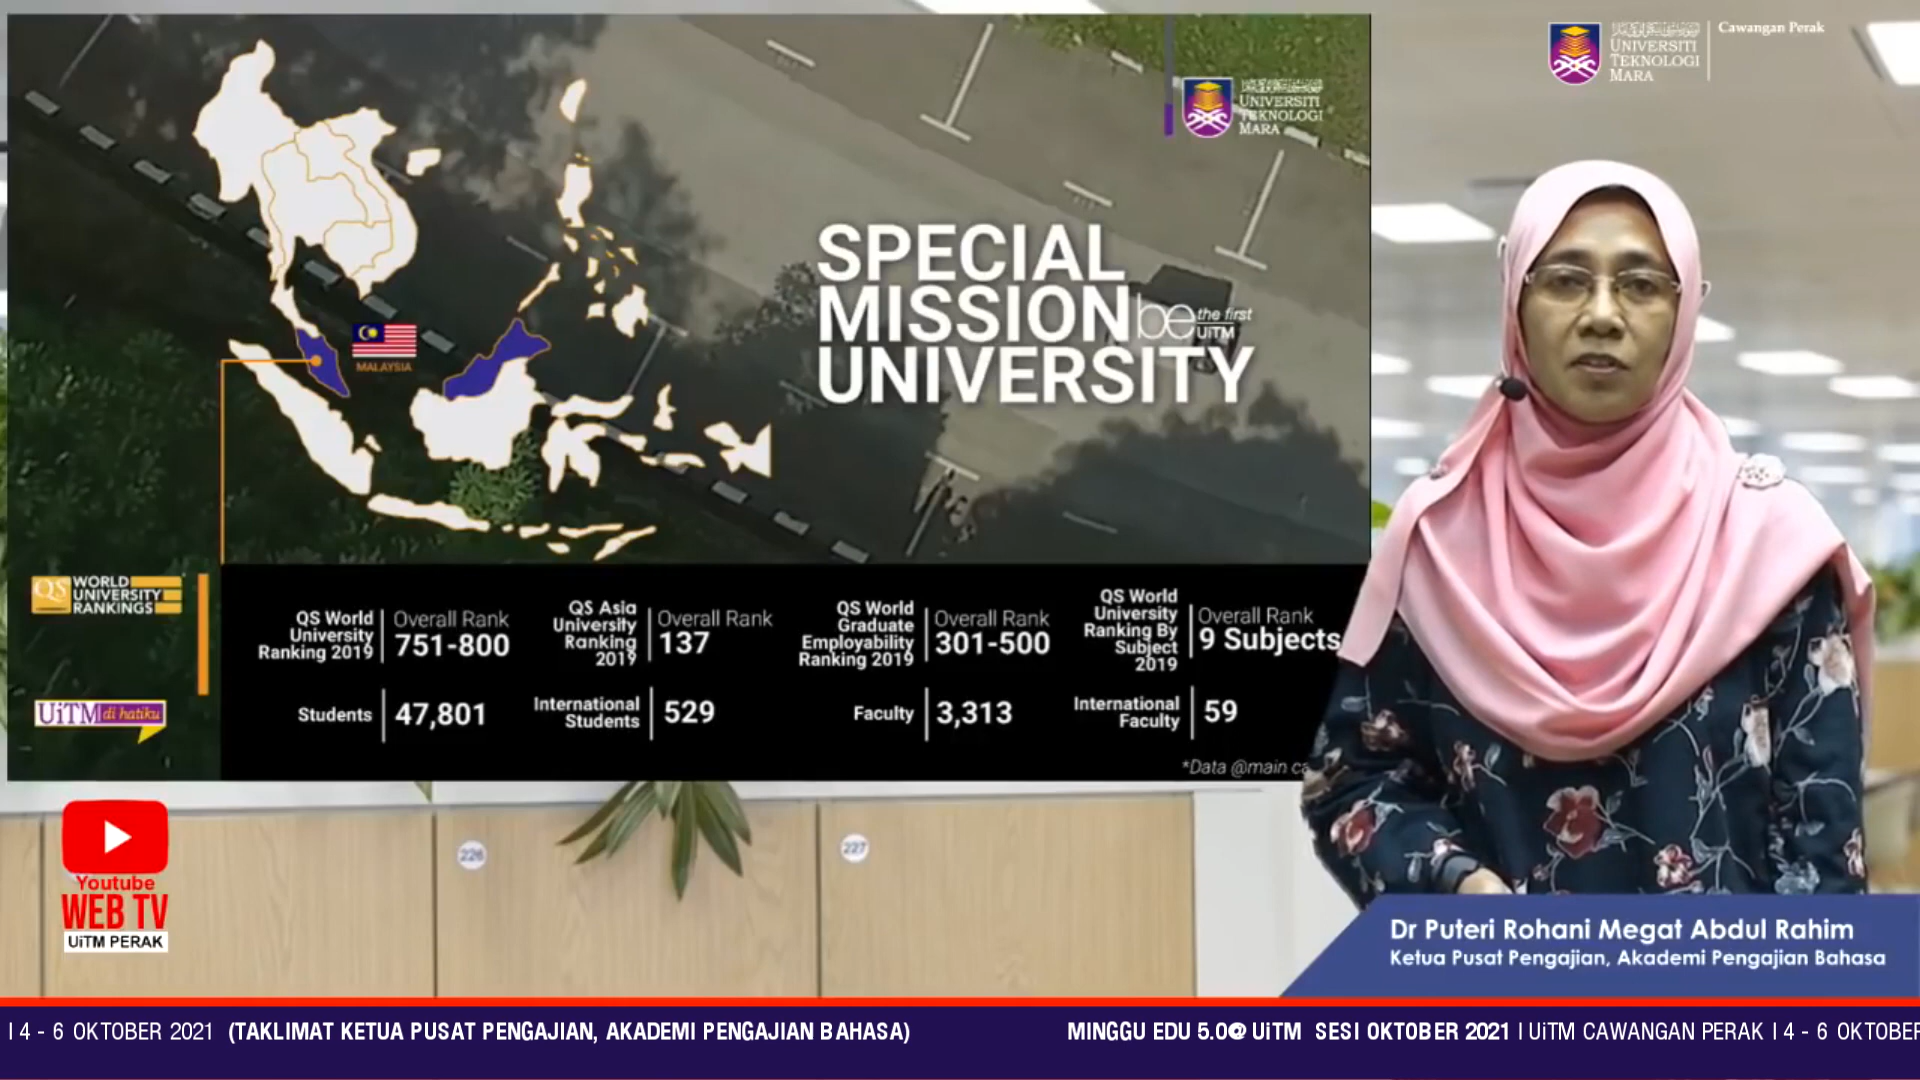 Cawangan Perak
UNIVERSITI
TEKNOLOGI
MARA
UNIVERSITI
TEKNOLOGI
MARA
SPECIAL
MISSION be the first UiTM
UNIVERSITY
MALAYSIA
QS WORLD
UNIVERSITY
RANKINGS
QS World
University
Ranking 2019
Overall Rank
751-800
QS Asia
University
Ranking
2019
Overall Rank
137
QS World
Graduate
Employability
Ranking 2019
Overall Rank
301-500
QS World
University
Ranking By
Subject
2019
Overall Rank
9 Subjects
Students
47,801
International
Students
529
Faculty
3,313
International
Faculty
59
*Data @main
UiTM di hatiku
226
227
Youtube
WEB TV
UiTM PERAK
Dr Puteri Rohani Megat Abdul Rahim
Ketua Pusat Pengajian, Akademi Pengajian Bahasa
| 4 - 6 OKTOBER 2021 (TAKLIMAT KETUA PUSAT PENGAJIAN, AKADEMI PENGAJIAN BAHASA) MINGGU EDU 5.0@ UiTM SESI OKTOBER 2021 | UiTM CAWANGAN PERAK | 4 - 6 OKTOBER